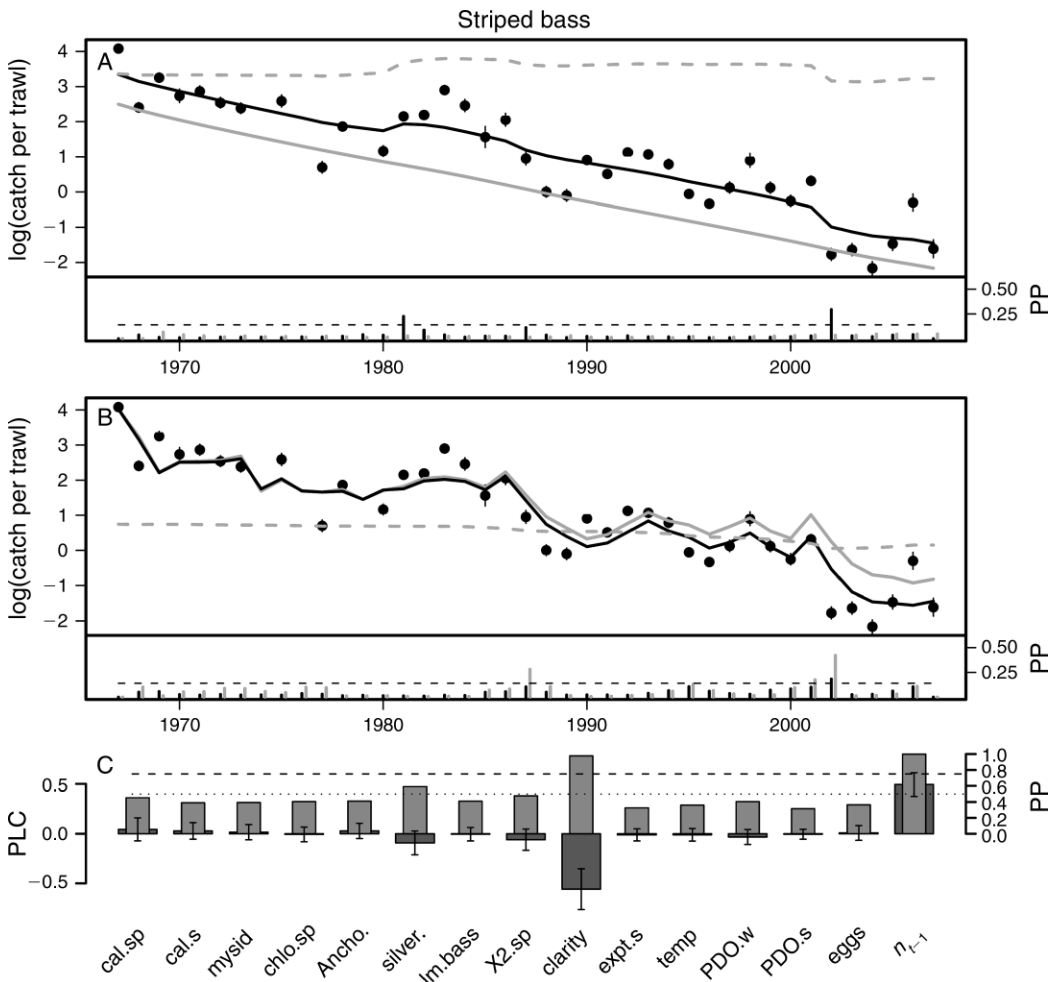 Striped bass
A
log(catch per trawl)
4
3
2
1
0
−1
−2
0.50
0.25
PP
1970
1980
1990
2000
B
log(catch per trawl)
4
3
2
1
0
−1
−2
0.50
0.25
PP
1970
1980
1990
2000
C
PLC
0.5
0.0
−0.5
1.0
0.8
0.6
0.4
0.2
0.0
PP
cal.sp
cal.s
mysid
chlo.sp
Ancho.
silver.
lm.bass
X2.sp
clarity
expt.s
temp
PDO.w
PDO.s
eggs
n t−1